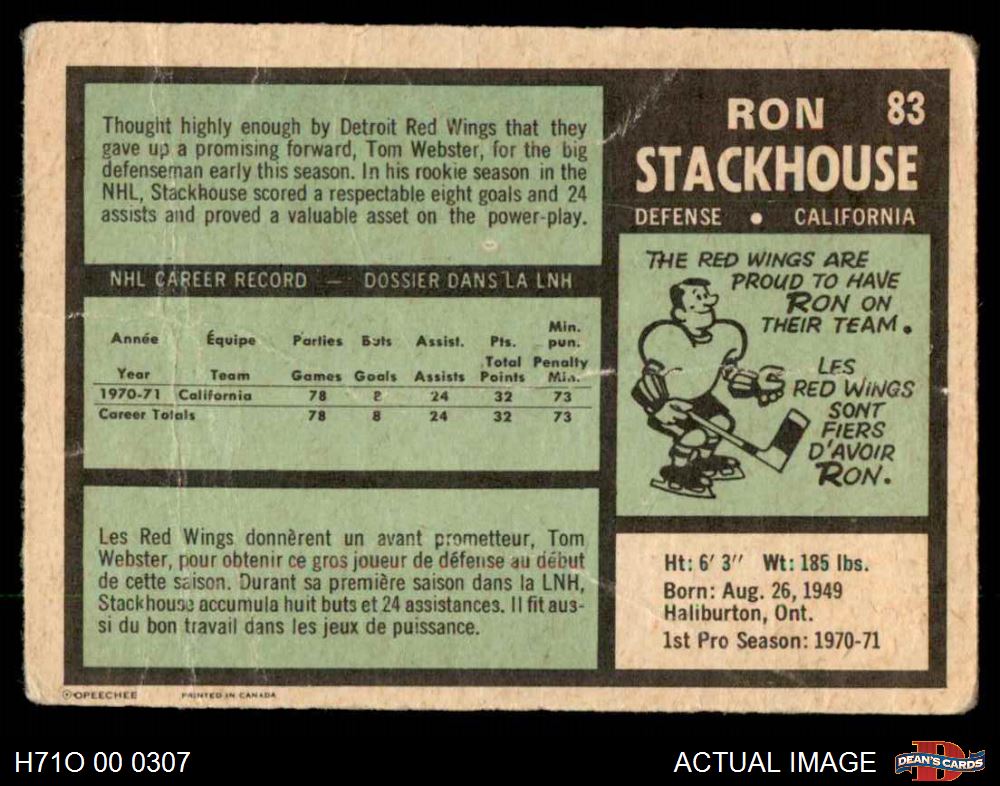 Thought highly enough by Detroit Red Wings that they
gave up a promising forward, Tom Webster, for the big
defenseman early this season. In his rookie season in the
NHL, Stackhouse scored a respectable eight goals and 24
assists and proved a valuable asset on the power-play.
NHL CAREER RECORD — DOSSIER DANS LA LNH
Année Équipe Parties Buts Assist. Pts. Min. pun.
Year Team Games Goals Assists Total Points Penalty Min.
1970-71 California 78 8 24 32 73
Career Totals 78 8 24 32 73
Les Red Wings donnèrent un avant prometteur, Tom
Webster, pour obtenir ce gros joueur de défense au début
de cette saison. Durant sa première saison dans la LNH,
Stackhouse accumula huit buts et 24 assistances. Il fit aus-
si du bon travail dans les jeux de puissance.
©OPEECHEE PRINTED IN CANADA
RON 83
STACKHOUSE
DEFENSE • CALIFORNIA
THE RED WINGS ARE
PROUD TO HAVE
RON ON
THEIR TEAM.
LES
RED WINGS
SONT
FIERS
D'AVOIR
RON.
Ht: 6' 3" Wt: 185 lbs.
Born: Aug. 26, 1949
Haliburton, Ont.
1st Pro Season: 1970-71
H71O 00 0307
ACTUAL IMAGE
D
DEAN'S CARDS